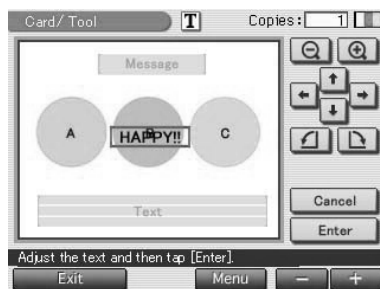 Card/Tool T Copies: 1
Message
A HAPPY!! C
Text
Cancel
Enter
Adjust the text and then tap [Enter].
Exit Menu - +